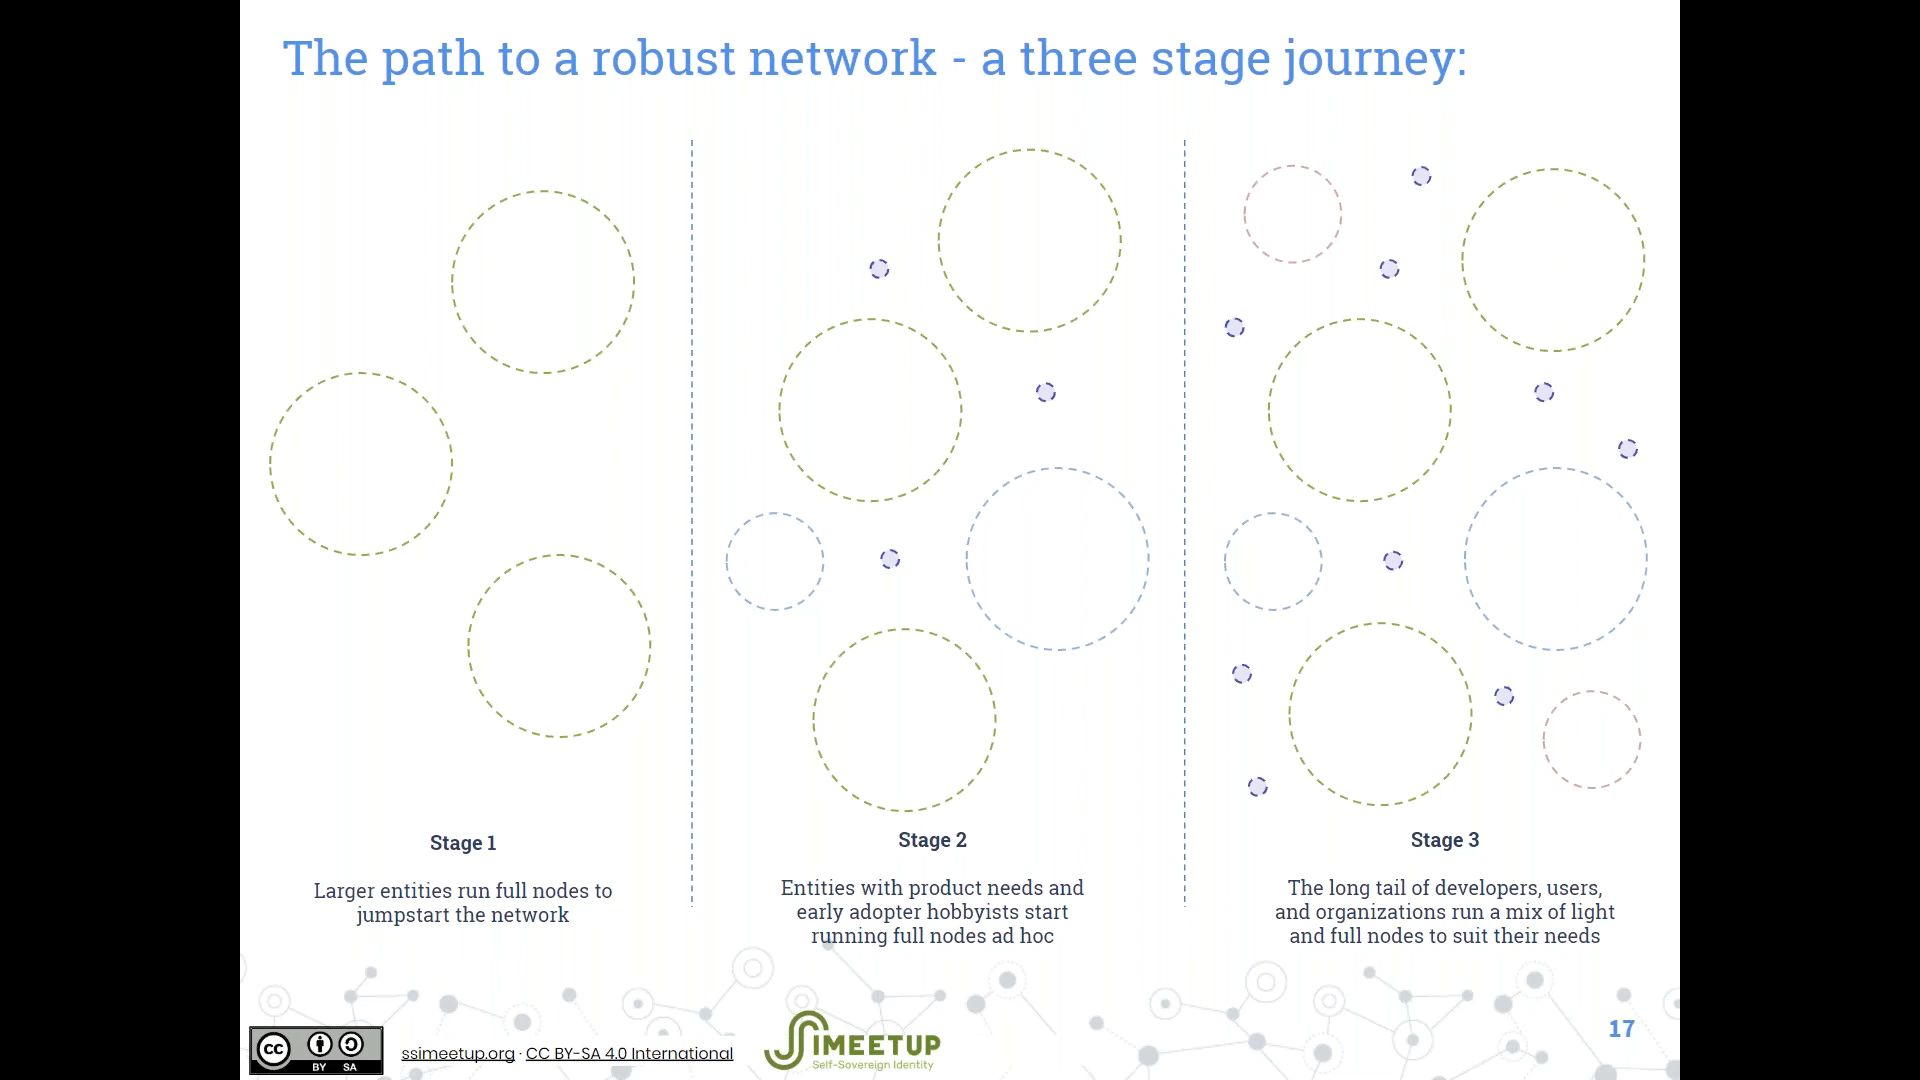 The path to a robust network - a three stage journey:
Stage 1
Larger entities run full nodes to
jumpstart the network
Stage 2
Entities with product needs and
early adopter hobbyists start
running full nodes ad hoc
Stage 3
The long tail of developers, users,
and organizations run a mix of light
and full nodes to suit their needs
17
cc
BY SA
ssimeetup.org · CC BY-SA 4.0 International
SSIMEETUP
Self-Sovereign Identity